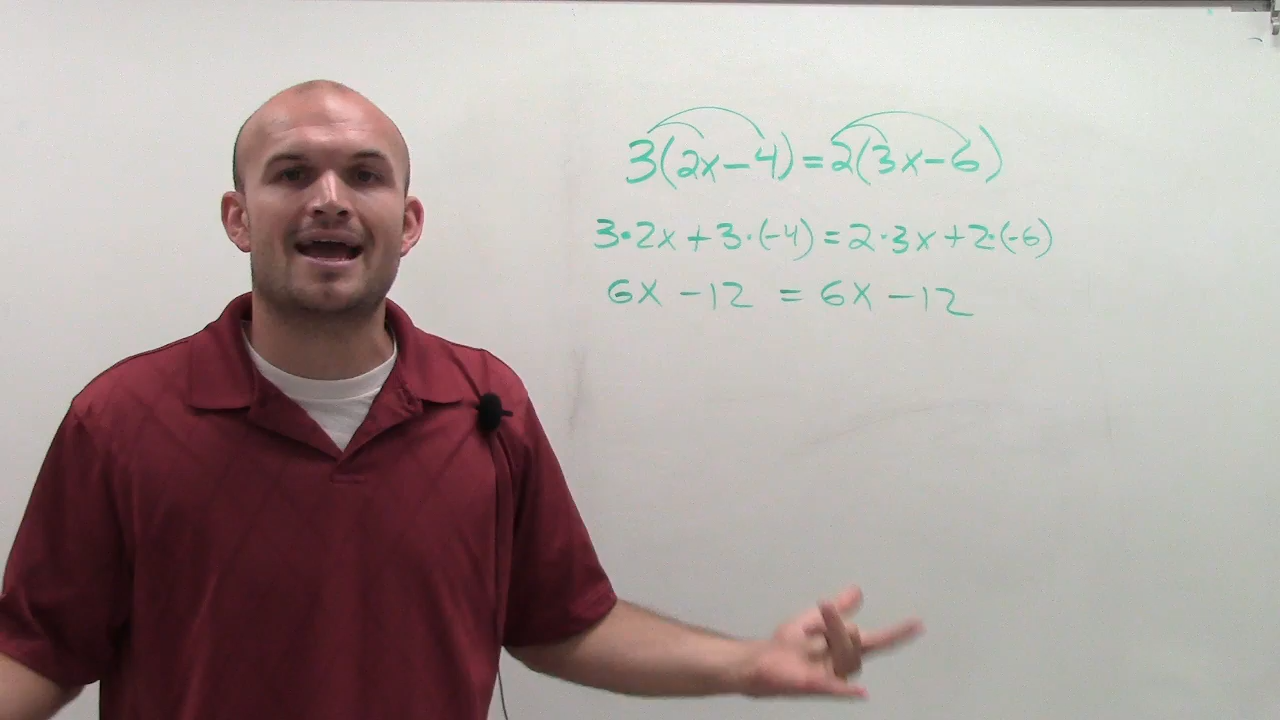 3(2x-4)=2(3x-6)
3·2x+3·(-4)=2·3x+2·(-6)
6x -12 = 6x -12